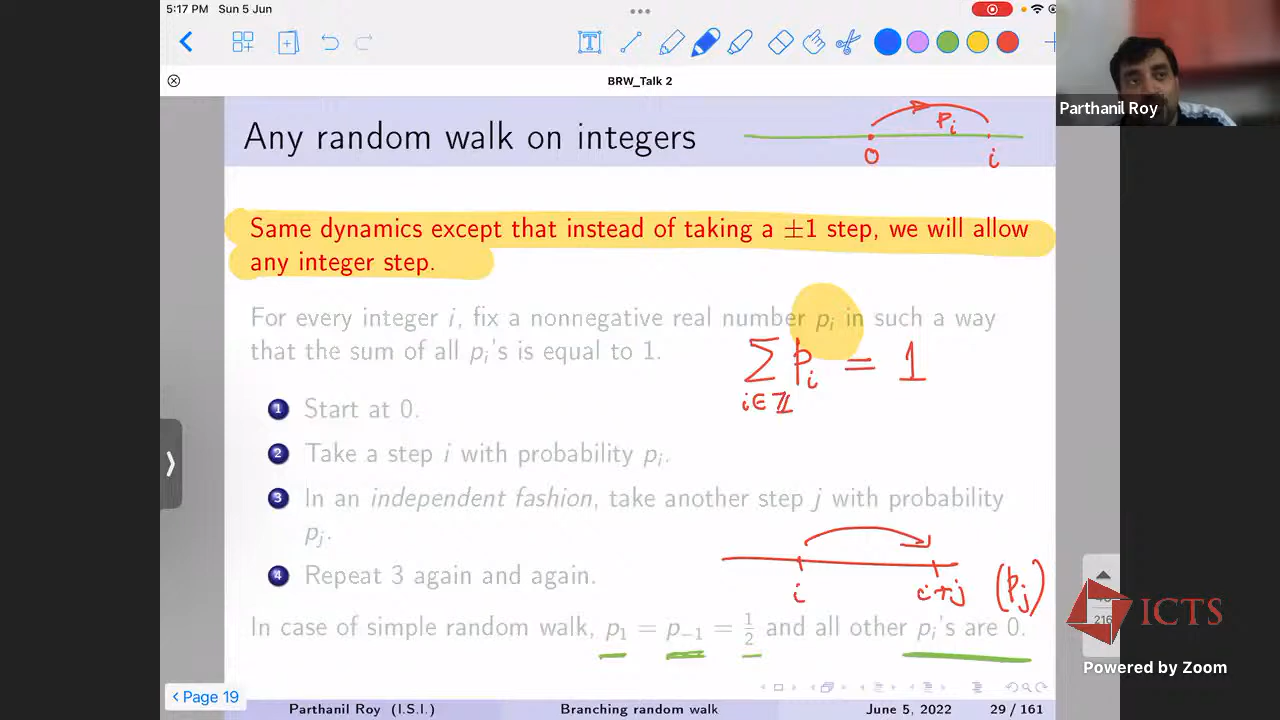 5:17 PM Sun 5 Jun
BRW_Talk 2
Parthanil Roy
Any random walk on integers
p_i
0 i
Same dynamics except that instead of taking a ±1 step, we will allow
any integer step.
For every integer i, fix a nonnegative real number p_i in such a way
that the sum of all p_i's is equal to 1.
∑_{i∈ℤ} p_i = 1
1 Start at 0.
2 Take a step i with probability p_i.
3 In an independent fashion, take another step j with probability
p_j.
4 Repeat 3 again and again.
i i+j (p_j)
In case of simple random walk, p_1 = p_{-1} = 1/2 and all other p_i's are 0.
216
ICTS
Powered by Zoom
Page 19
Parthanil Roy (I.S.I.) Branching random walk June 5, 2022 29 / 161